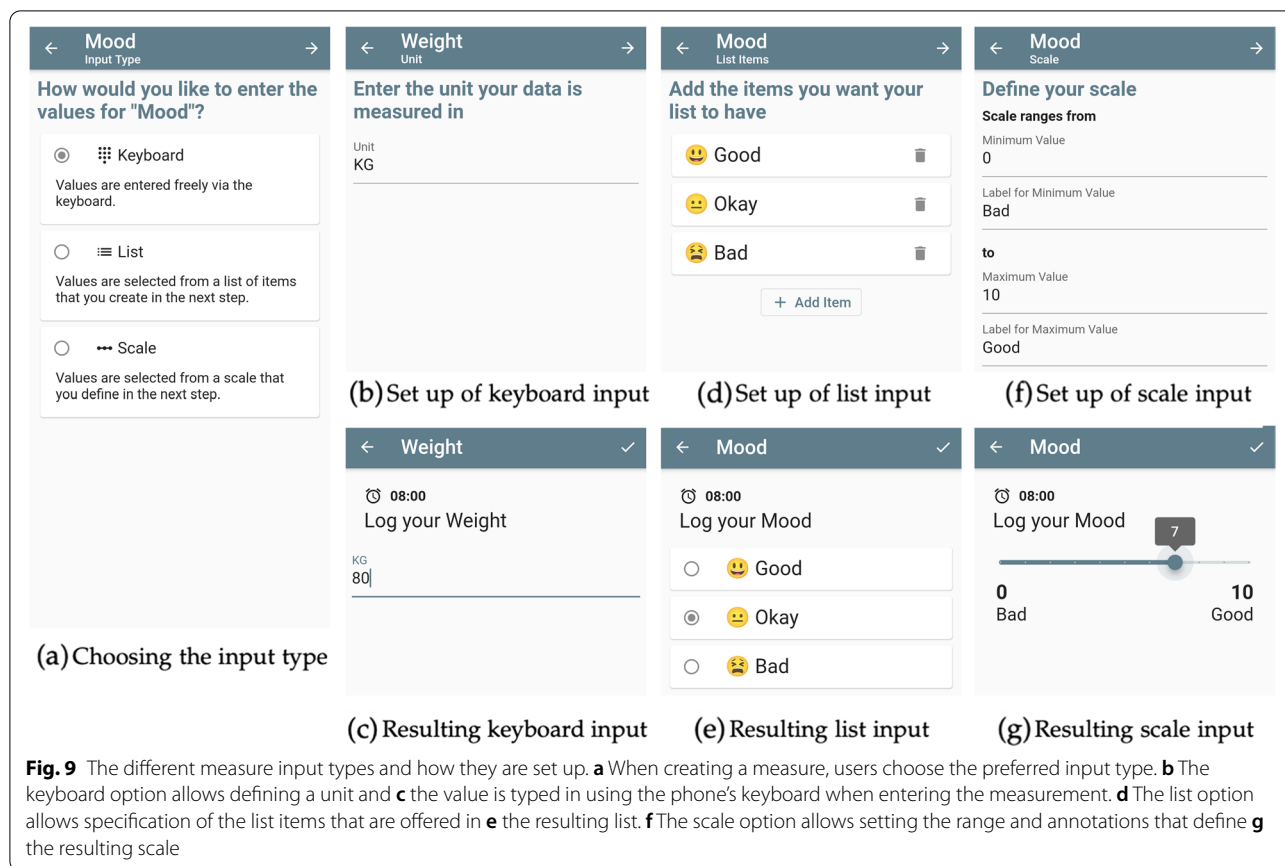 Mood
Input Type
How would you like to enter the
values for "Mood"?
Keyboard
Values are entered freely via the
keyboard.
List
Values are selected from a list of items
that you create in the next step.
Scale
Values are selected from a scale that
you define in the next step.
(a) Choosing the input type
Weight
Unit
Enter the unit your data is
measured in
Unit
KG
(b) Set up of keyboard input
Weight
08:00
Log your Weight
KG
80
(c) Resulting keyboard input
Mood
List Items
Add the items you want your
list to have
Good
Okay
Bad
+ Add Item
(d) Set up of list input
Mood
08:00
Log your Mood
Good
Okay
Bad
(e) Resulting list input
Mood
Scale
Define your scale
Scale ranges from
Minimum Value
0
Label for Minimum Value
Bad
to
Maximum Value
10
Label for Maximum Value
Good
(f) Set up of scale input
Mood
08:00
Log your Mood
7
0 10
Bad Good
(g) Resulting scale input
Fig. 9 The different measure input types and how they are set up. a When creating a measure, users choose the preferred input type. b The
keyboard option allows defining a unit and c the value is typed in using the phone's keyboard when entering the measurement. d The list option
allows specification of the list items that are offered in e the resulting list. f The scale option allows setting the range and annotations that define g
the resulting scale